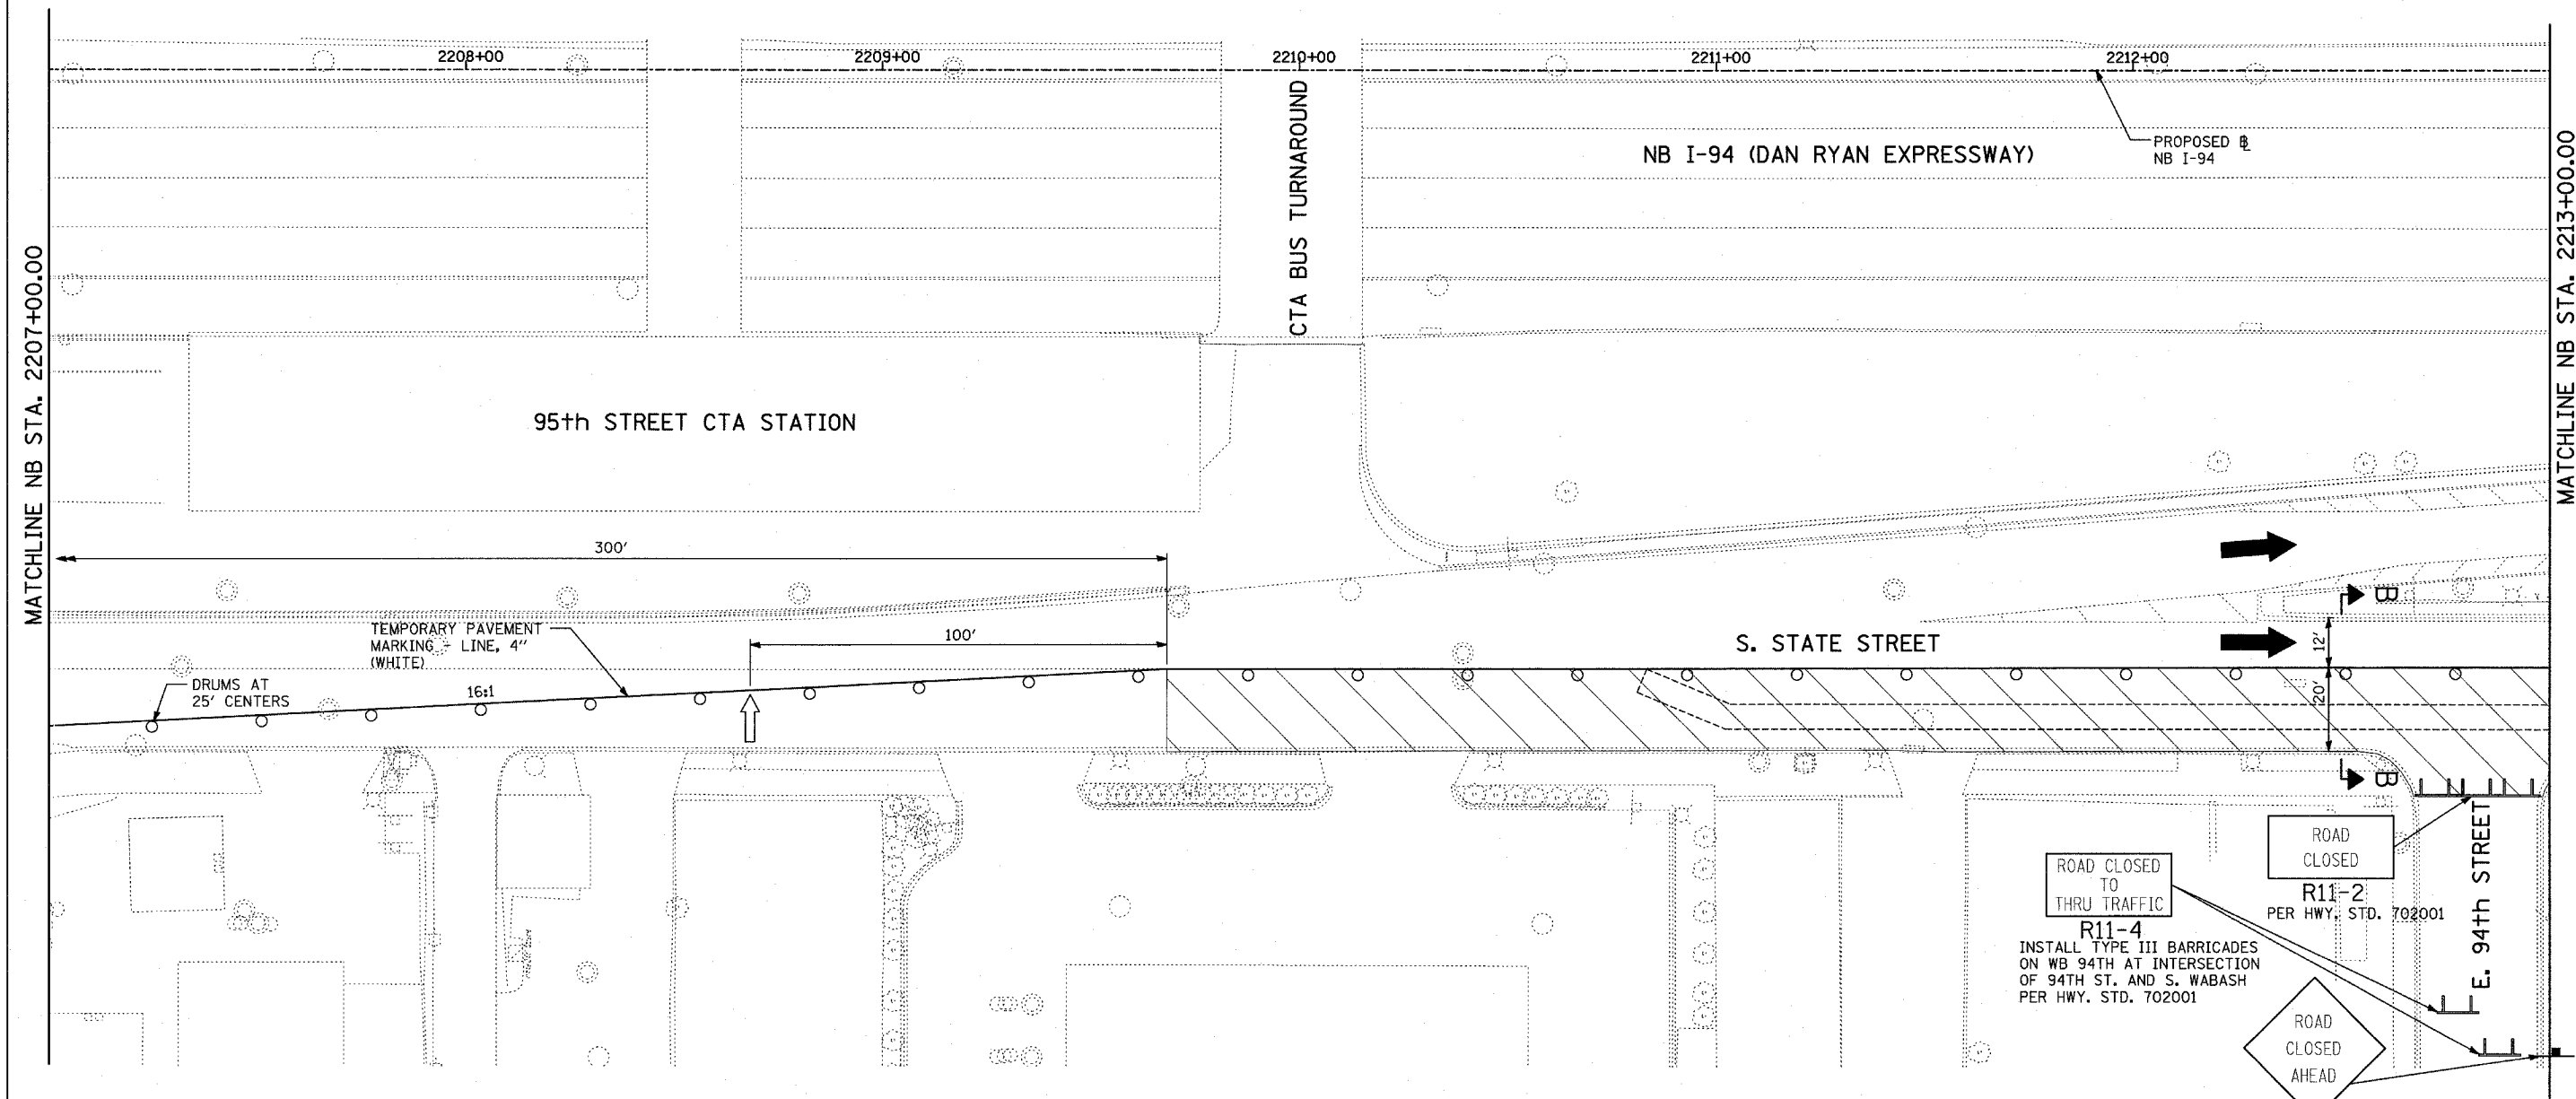 2208+00
2209+00
2210+00
2211+00
2212+00
MATCHLINE NB STA. 2207+00.00
CTA BUS TURNAROUND
NB I-94 (DAN RYAN EXPRESSWAY)
PROPOSED ℄
NB I-94
MATCHLINE NB STA. 2213+00.00
95th STREET CTA STATION
300'
TEMPORARY PAVEMENT
MARKING - LINE, 4"
(WHITE)
100'
S. STATE STREET
B
12'
DRUMS AT
25' CENTERS
16:1
20'
B
ROAD
CLOSED
R11-2
PER HWY. STD. 702001
E. 94th STREET
ROAD CLOSED
TO
THRU TRAFFIC
R11-4
INSTALL TYPE III BARRICADES
ON WB 94TH AT INTERSECTION
OF 94TH ST. AND S. WABASH
PER HWY. STD. 702001
ROAD
CLOSED
AHEAD